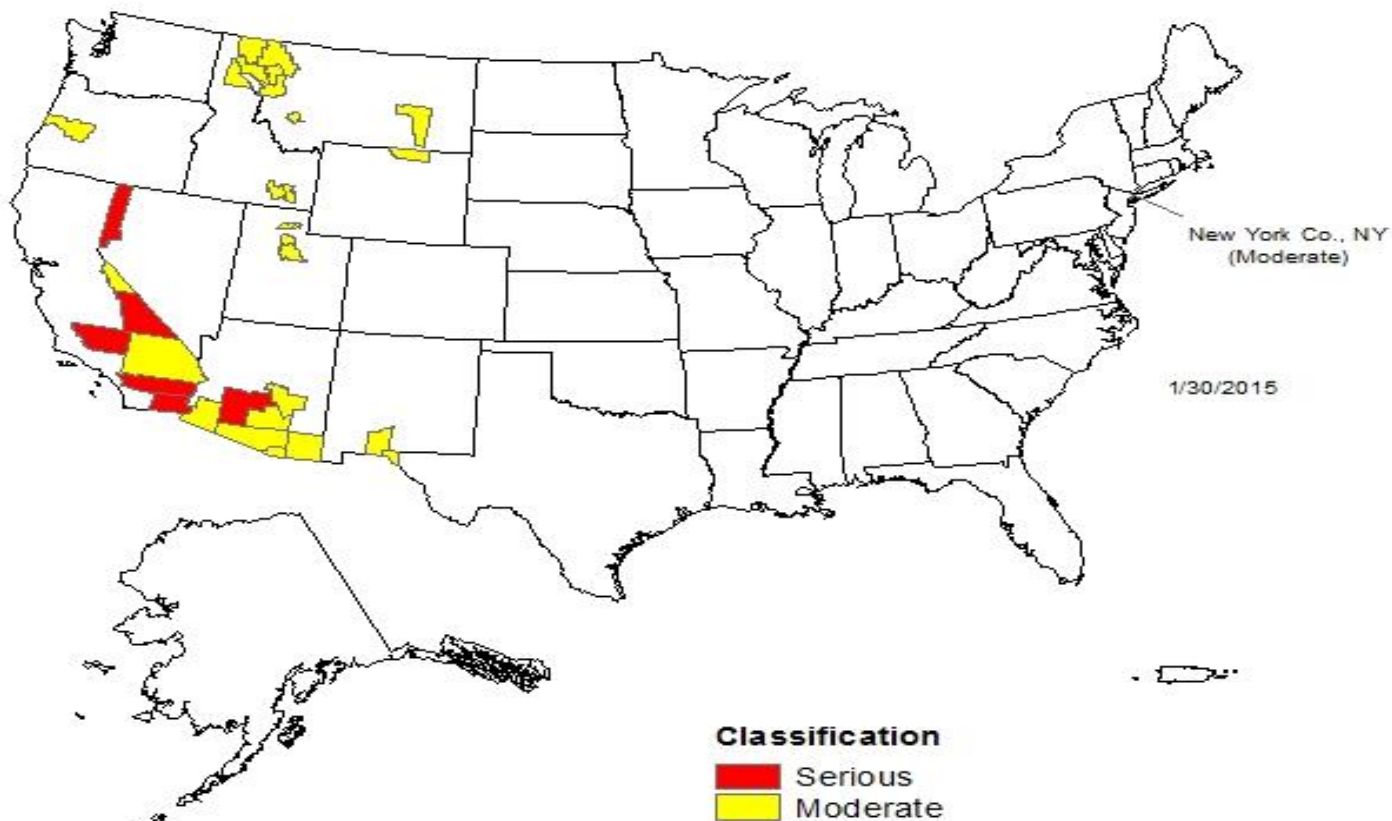 New York Co., NY
(Moderate)
1/30/2015
Classification
Serious
Moderate